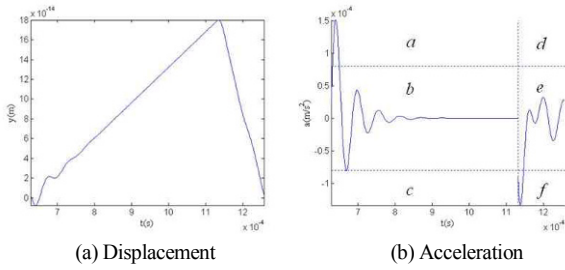 x 10^-14
18
16
14
12
10
8
6
4
2
0
y(m)
7 8 9 10 11 12
t(s)
x 10^-4
(a) Displacement
x 10^-4
1.5
1
0.5
0
-0.5
-1
a(m/s^2)
a
b
c
d
e
f
7 8 9 10 11 12
t(s)
x 10^-4
(b) Acceleration